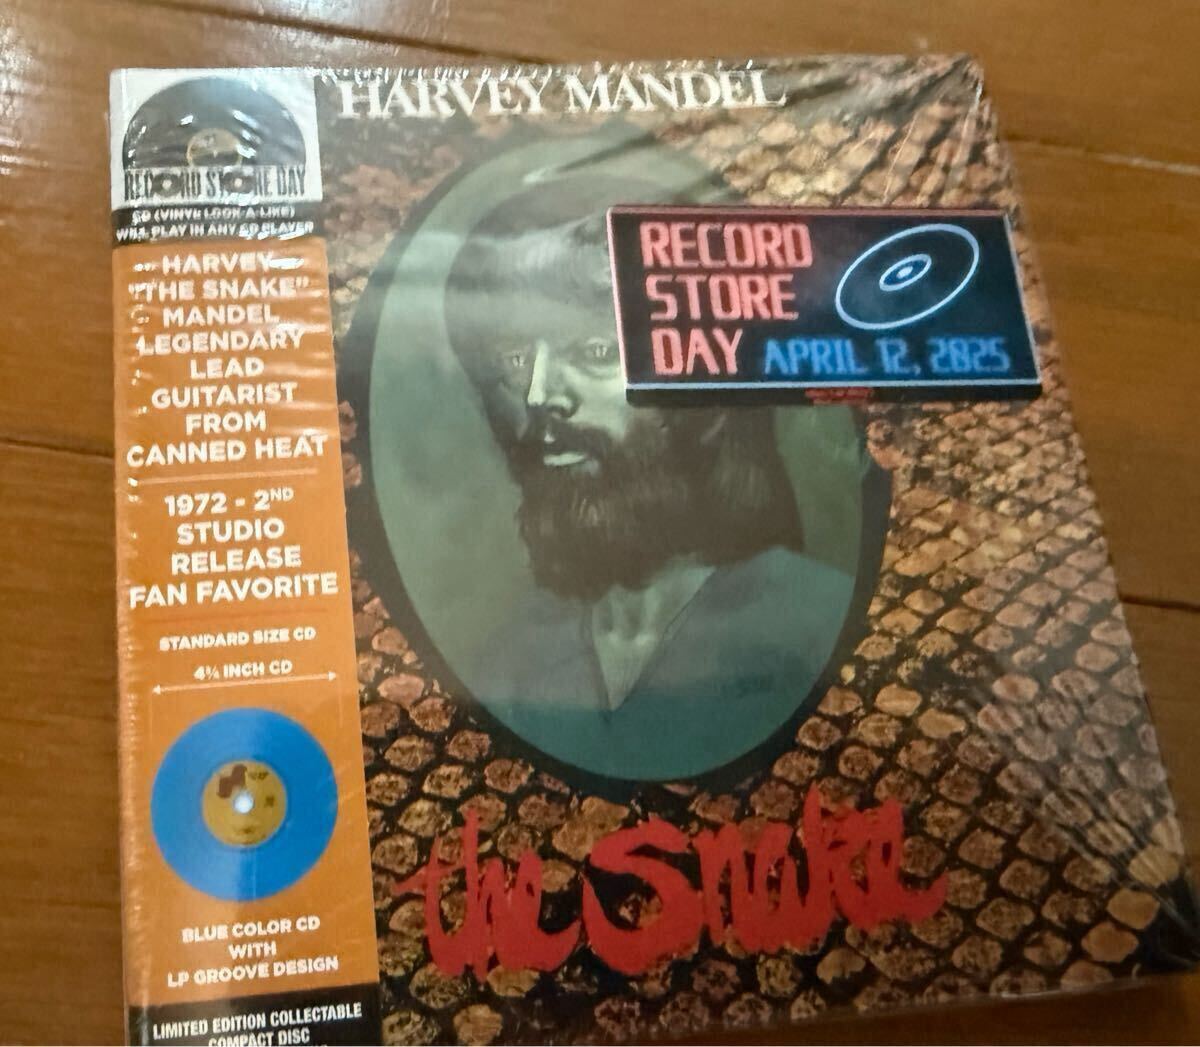 HARVEY MANDEL
RECORD STORE DAY
CD (VINYL LOOK-A-LIKE)
WILL PLAY IN ANY CD PLAYER
HARVEY
"THE SNAKE"
MANDEL
LEGENDARY
LEAD
GUITARIST
FROM
CANNED HEAT
1972 - 2ND
STUDIO
RELEASE
FAN FAVORITE
STANDARD SIZE CD
4¾ INCH CD
BLUE COLOR CD
WITH
LP GROOVE DESIGN
LIMITED EDITION COLLECTABLE
COMPACT DISC
RECORD
STORE
DAY APRIL 12, 2025
the Snake